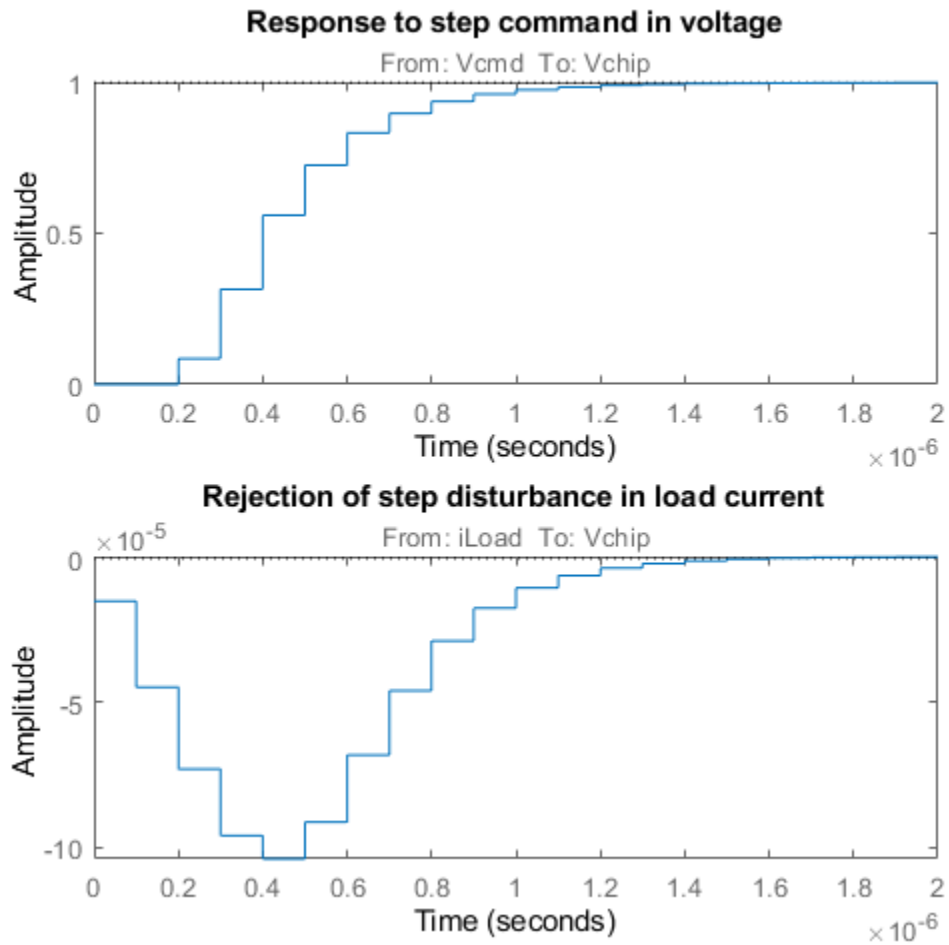 Response to step command in voltage
From: Vcmd To: Vchip
1
0.5
0
Amplitude
0 0.2 0.4 0.6 0.8 1 1.2 1.4 1.6 1.8 2
Time (seconds)
×10-6
Rejection of step disturbance in load current
×10-5
From: iLoad To: Vchip
0
-5
-10
Amplitude
0 0.2 0.4 0.6 0.8 1 1.2 1.4 1.6 1.8 2
Time (seconds)
×10-6